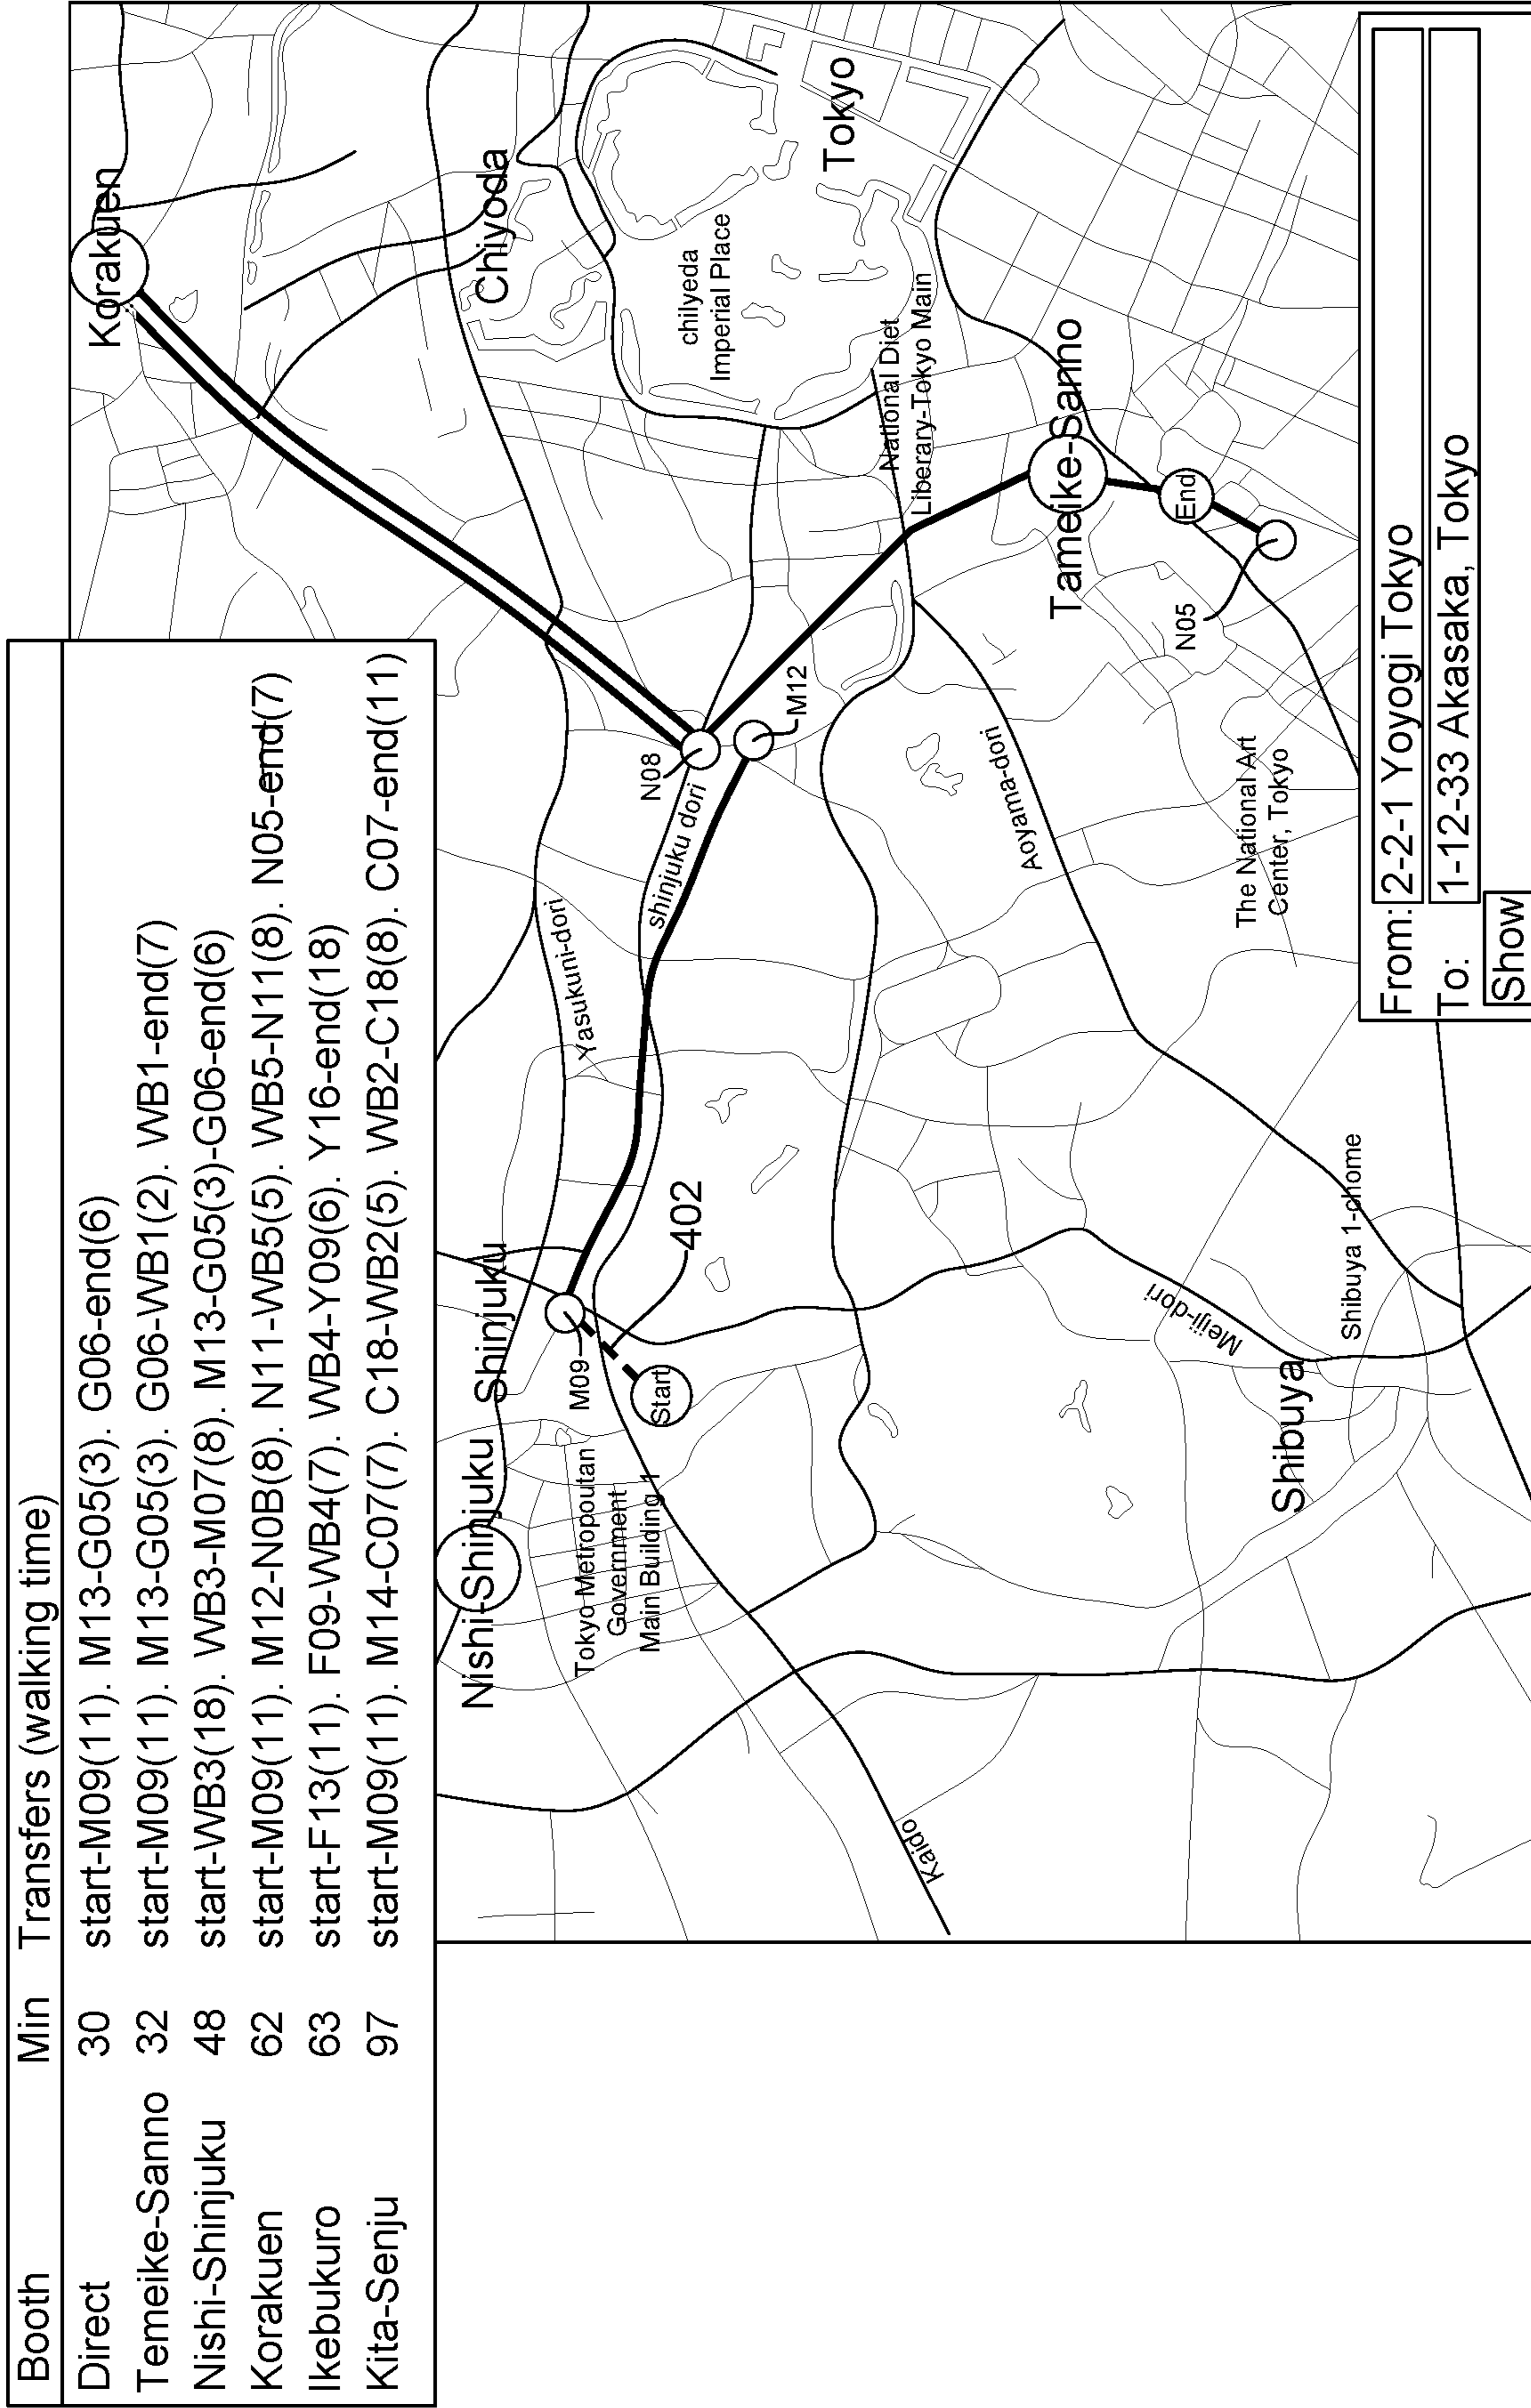 Booth Min Transfers (walking time)
Direct 30 start-M09(11). M13-G05(3). G06-end(6)
Temeike-Sanno 32 start-M09(11). M13-G05(3). G06-WB1(2). WB1-end(7)
Nishi-Shinjuku 48 start-WB3(18). WB3-M07(8). M13-G05(3)-G06-end(6)
Korakuen 62 start-M09(11). M12-N0B(8). N11-WB5(5). WB5-N11(8). N05-end(7)
Ikebukuro 63 start-F13(11). F09-WB4(7). WB4-Y09(6). Y16-end(18)
Kita-Senju 97 start-M09(11). M14-C07(7). C18-WB2(5). WB2-C18(8). C07-end(11)
Korakuen
Nishi-Shinjuku
Shinjuku
Chiyoda
Yasukuni-dori
M09
Tokyo Metropoutan
Government
Main Building 1
Start
402
shinjuku dori
N08
M12
chilyeda
Imperial Place
Tokyo
National Diet
Liberary-Tokyo Main
Kaido
Aoyama-dori
Tameike-Sanno
End
N05
Meiji-dori
The National Art
Center, Tokyo
Shibuya
Shibuya 1-chome
From: 2-2-1 Yoyogi Tokyo
To: 1-12-33 Akasaka, Tokyo
Show